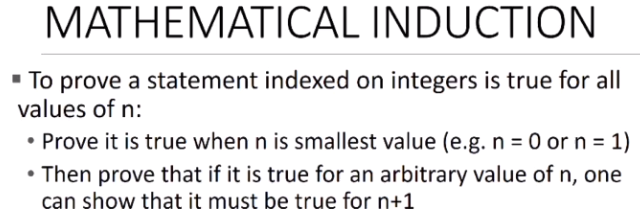 MATHEMATICAL INDUCTION
▪ To prove a statement indexed on integers is true for all
values of n:
• Prove it is true when n is smallest value (e.g. n = 0 or n = 1)
• Then prove that if it is true for an arbitrary value of n, one
can show that it must be true for n+1